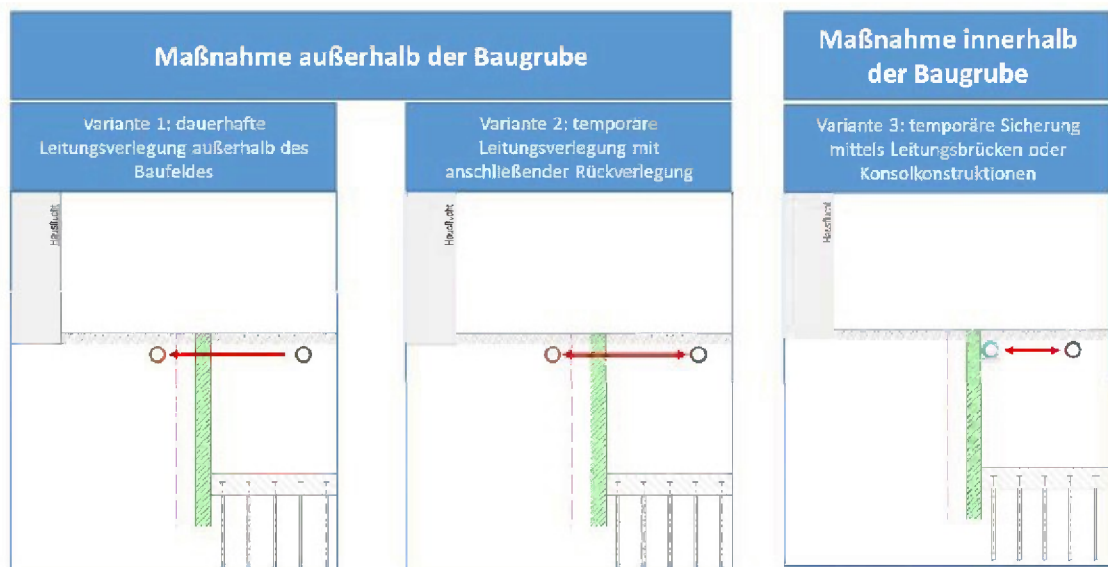 Maßnahme außerhalb der Baugrube
Maßnahme innerhalb
der Baugrube
Variante 1: dauerhafte
Leitungsverlegung außerhalb des
Baufeldes
Variante 2: temporäre
Leitungsverlegung mit
anschließender Rückverlegung
Variante 3: temporäre Sicherung
mittels Leitungsbrücken oder
Konsolkonstruktionen
Hausflucht
Hausflucht
Hausflucht